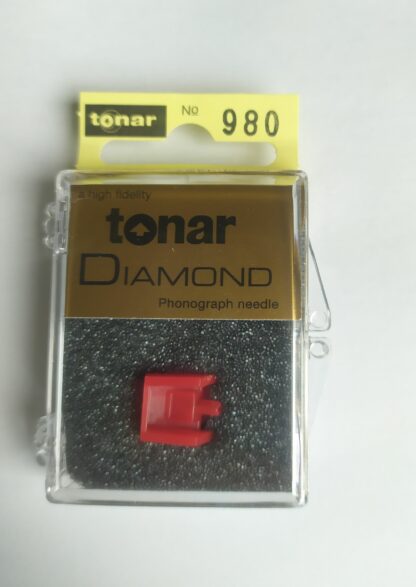 tonar No 980
a high fidelity
tonar
DIAMOND
Phonograph needle